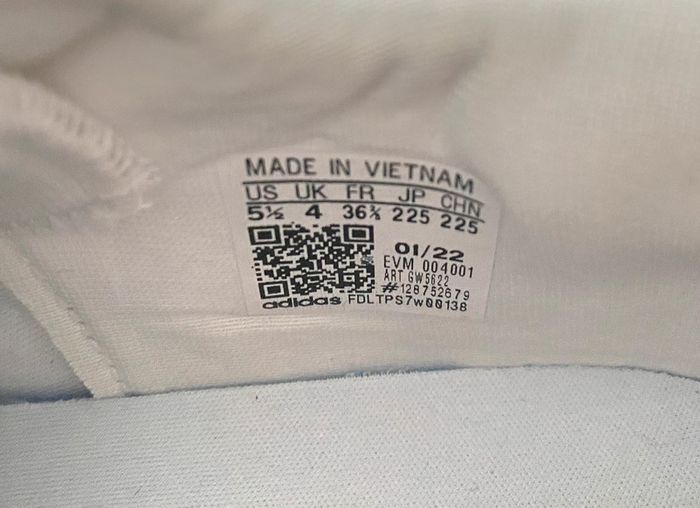 MADE IN VIETNAM
US UK FR JP CHN
5½ 4 36⅔ 225 225
01/22
EVM 004001
ART GW5622
#128752679
adidas FDLTPS7W00138